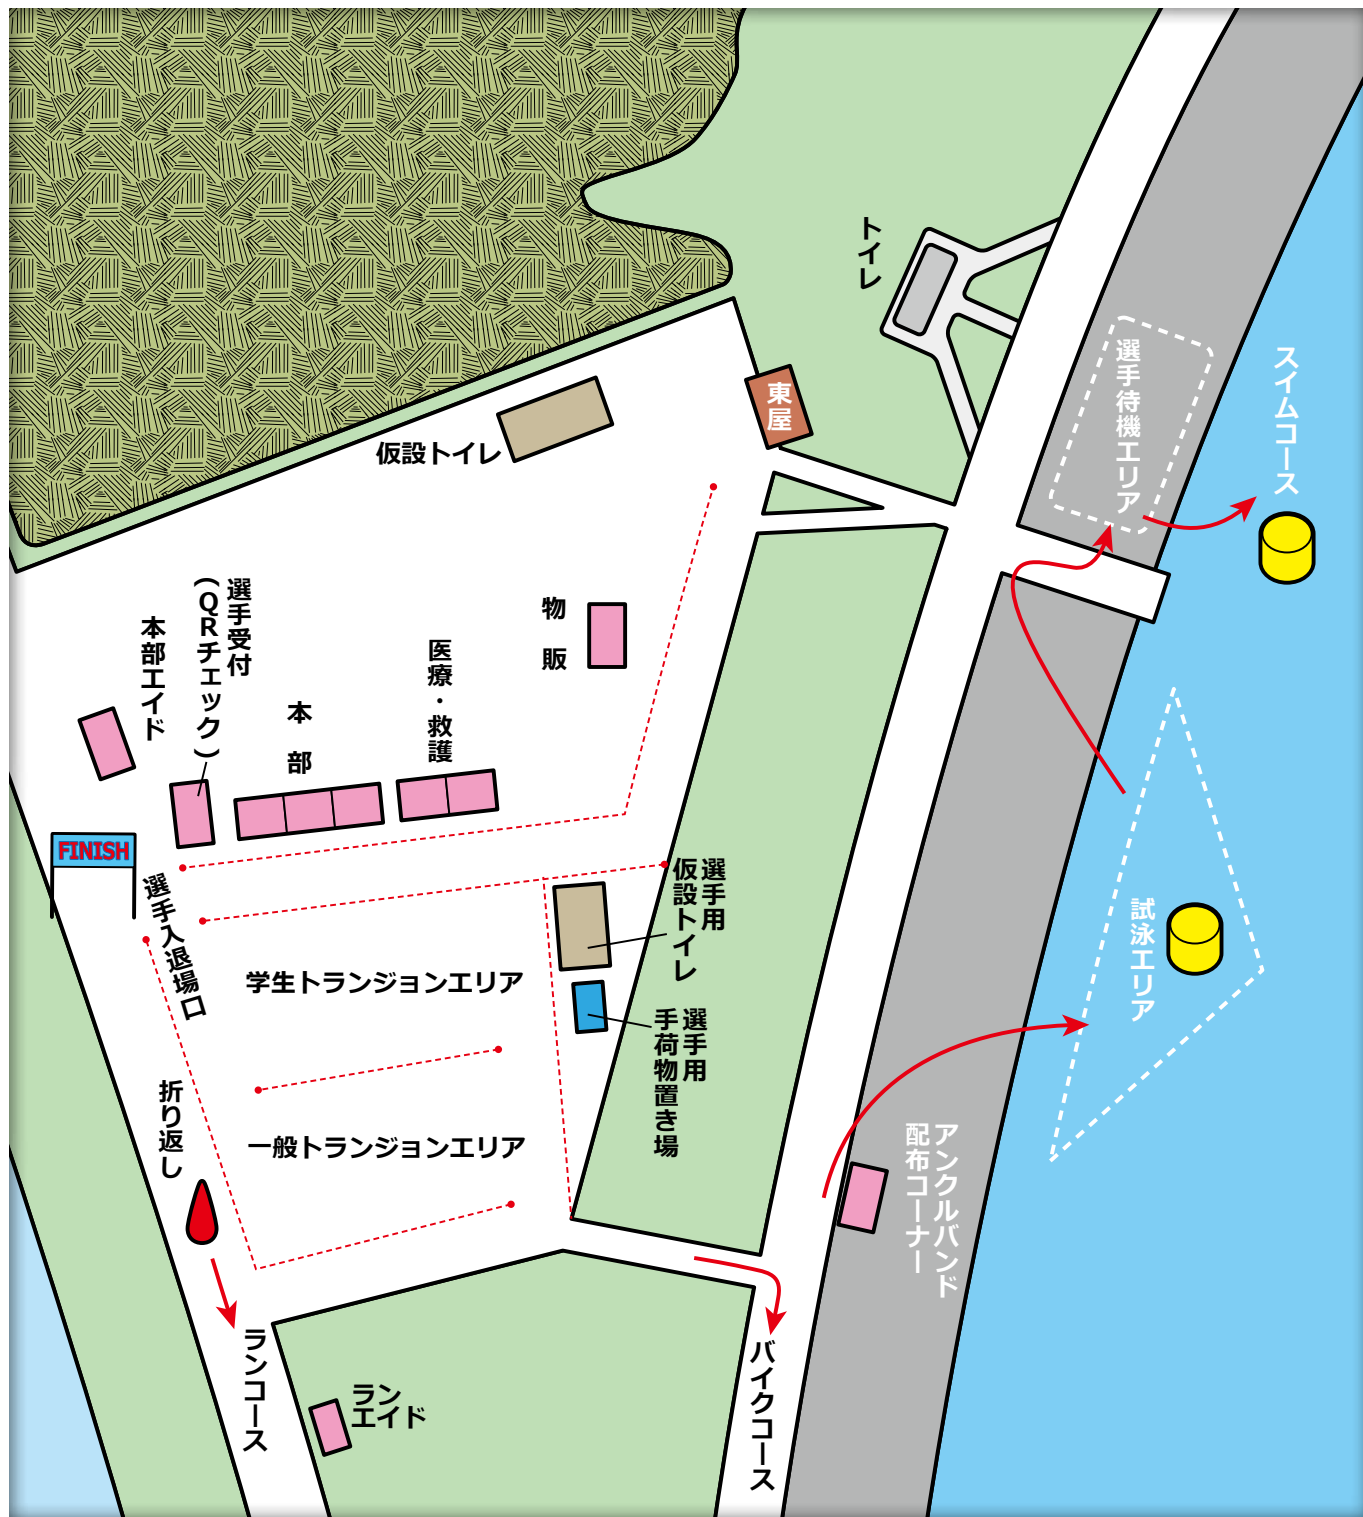 トイレ
選手待機エリア
スイムコース
東屋
仮設トイレ
選手受付
（QRチェック）
本部エイド
本部
医療・救護
物販
FINISH
選手入退場口
選手用
仮設トイレ
学生トランジョンエリア
選手用
手荷物置き場
試泳エリア
折り返し
一般トランジョンエリア
アンクルバンド
配布コーナー
ランコース
ラン
エイド
バイクコース